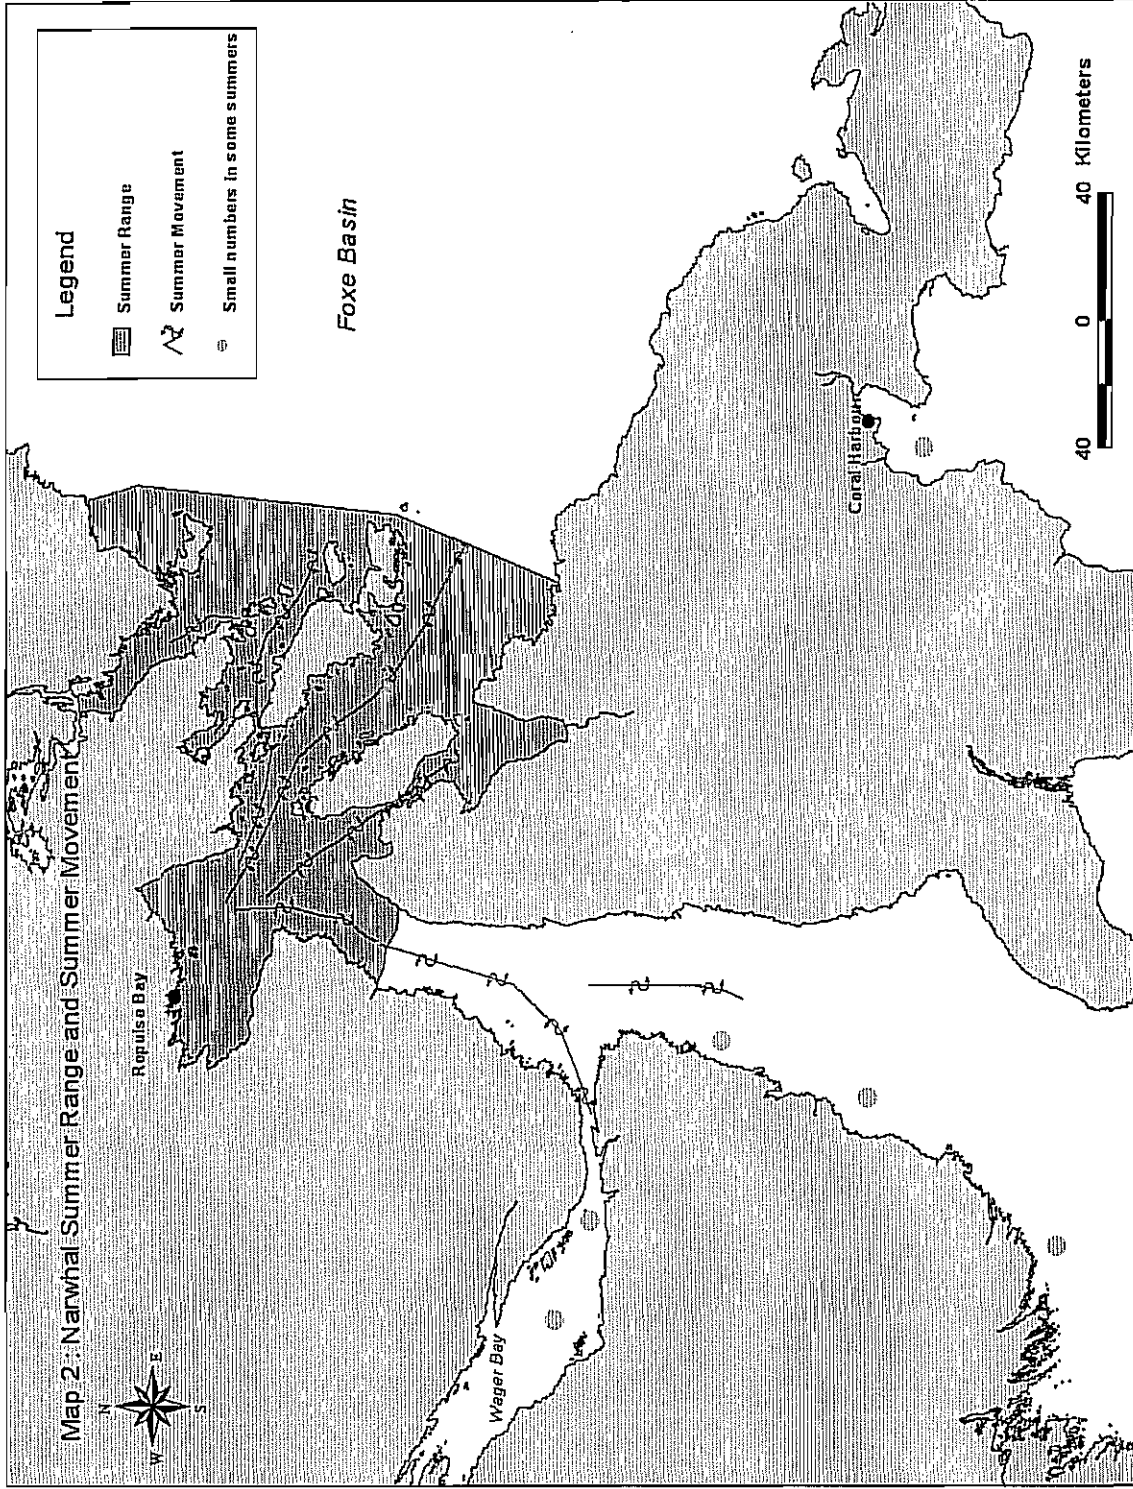 Map 2: Narwhal Summer Range and Summer Movement
N
W
E
S
Legend
Summer Range
Summer Movement
Small numbers in some summers
Repulse Bay
Foxe Basin
Wager Bay
Coral Harbour
40 0 40 Kilometers